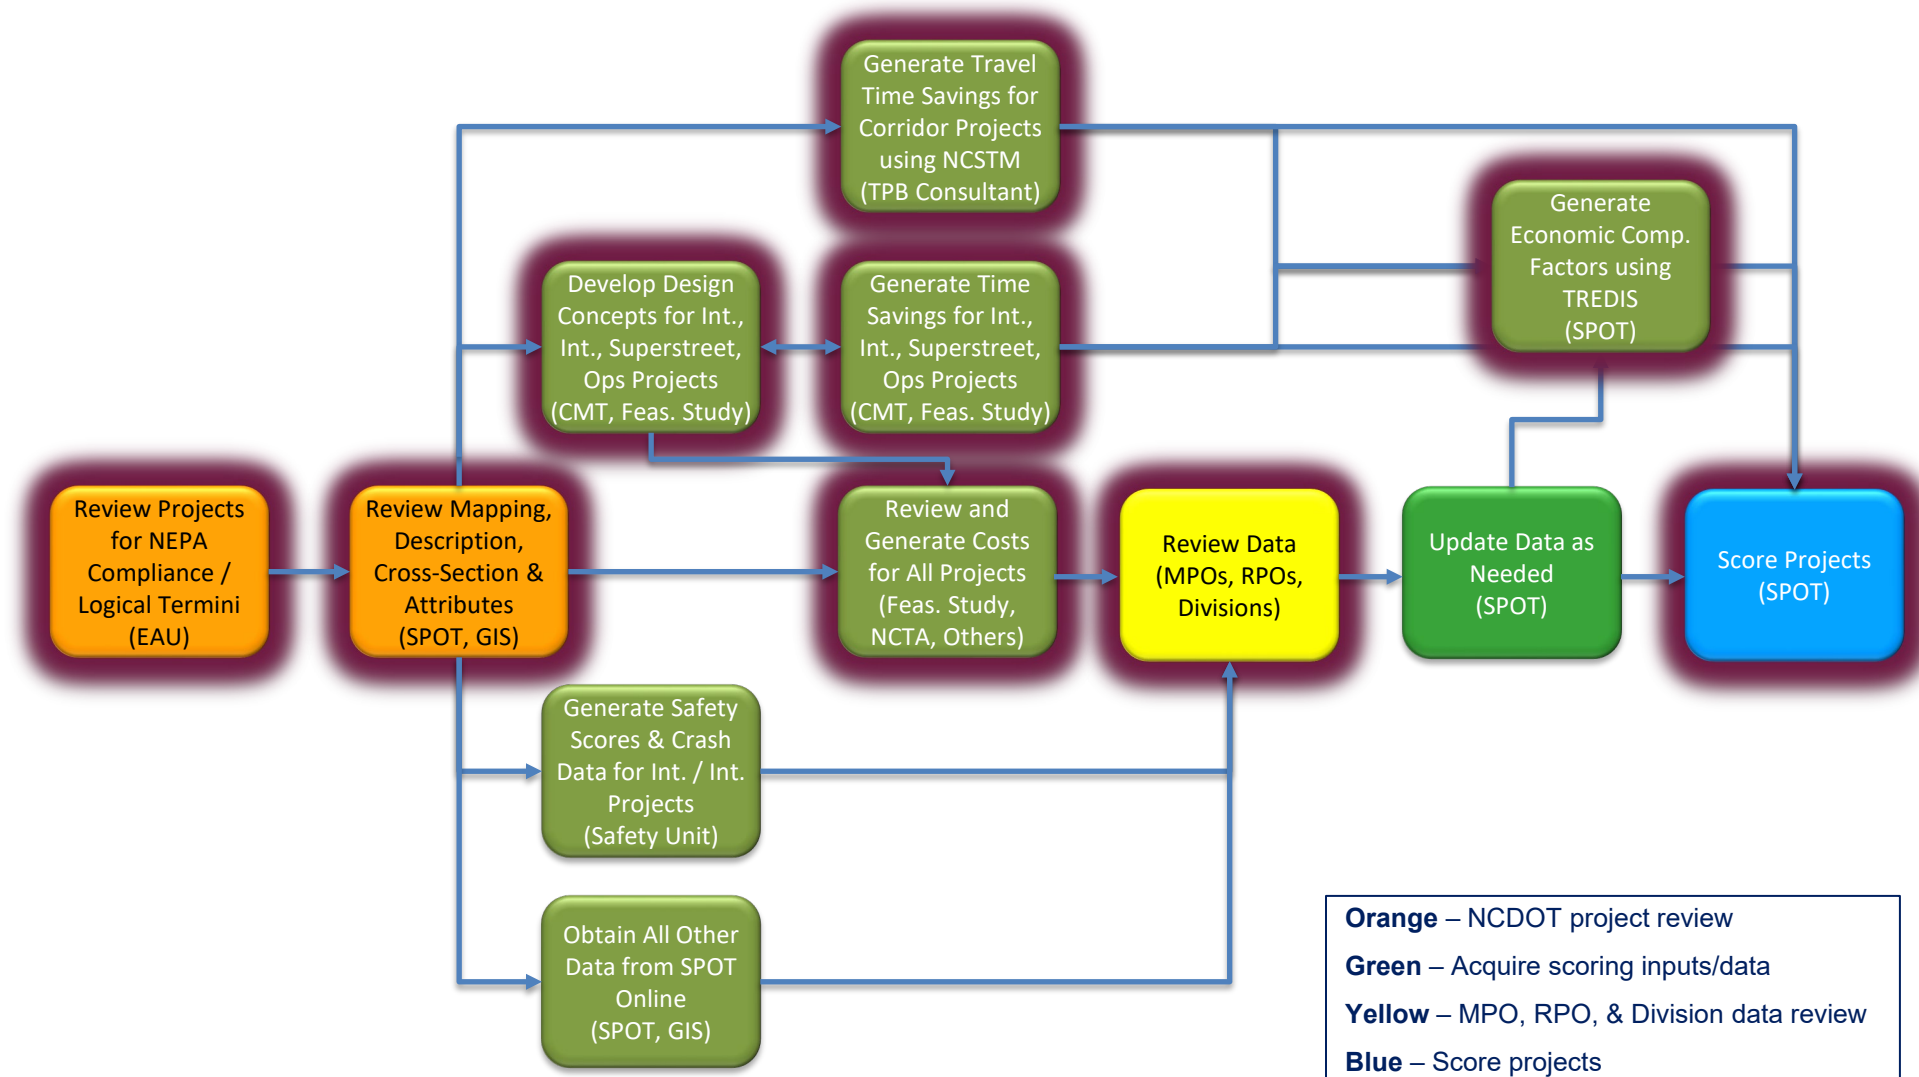 Generate Travel
Time Savings for
Corridor Projects
using NCSTM
(TPB Consultant)
Generate
Economic Comp.
Factors using
TREDIS
(SPOT)
Develop Design
Concepts for Int.,
Int., Superstreet,
Ops Projects
(CMT, Feas. Study)
Generate Time
Savings for Int.,
Int., Superstreet,
Ops Projects
(CMT, Feas. Study)
Review Projects
for NEPA
Compliance /
Logical Termini
(EAU)
Review Mapping,
Description,
Cross-Section &
Attributes
(SPOT, GIS)
Review and
Generate Costs
for All Projects
(Feas. Study,
NCTA, Others)
Review Data
(MPOs, RPOs,
Divisions)
Update Data as
Needed
(SPOT)
Score Projects
(SPOT)
Generate Safety
Scores & Crash
Data for Int. / Int.
Projects
(Safety Unit)
Obtain All Other
Data from SPOT
Online
(SPOT, GIS)
Orange – NCDOT project review
Green – Acquire scoring inputs/data
Yellow – MPO, RPO, & Division data review
Blue – Score projects